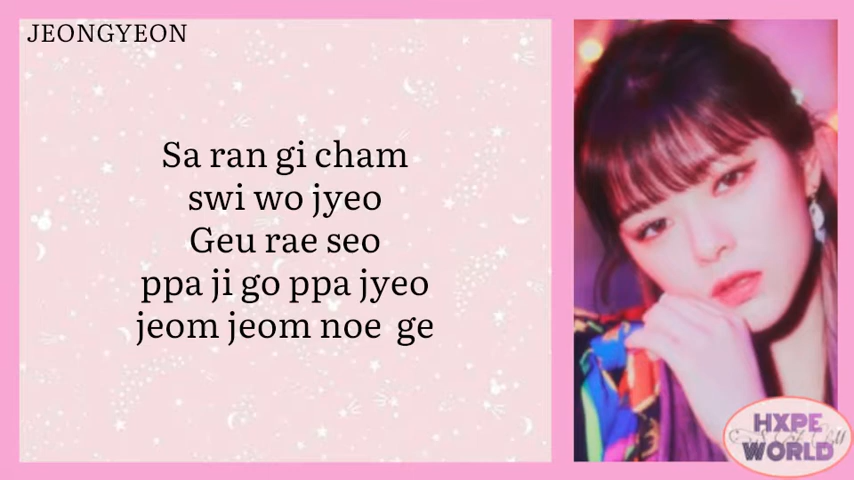 JEONGYEON
Sa ran gi cham
swi wo jyeo
Geu rae seo
ppa ji go ppa jyeo
jeom jeom noe ge
HXPE
WORLD